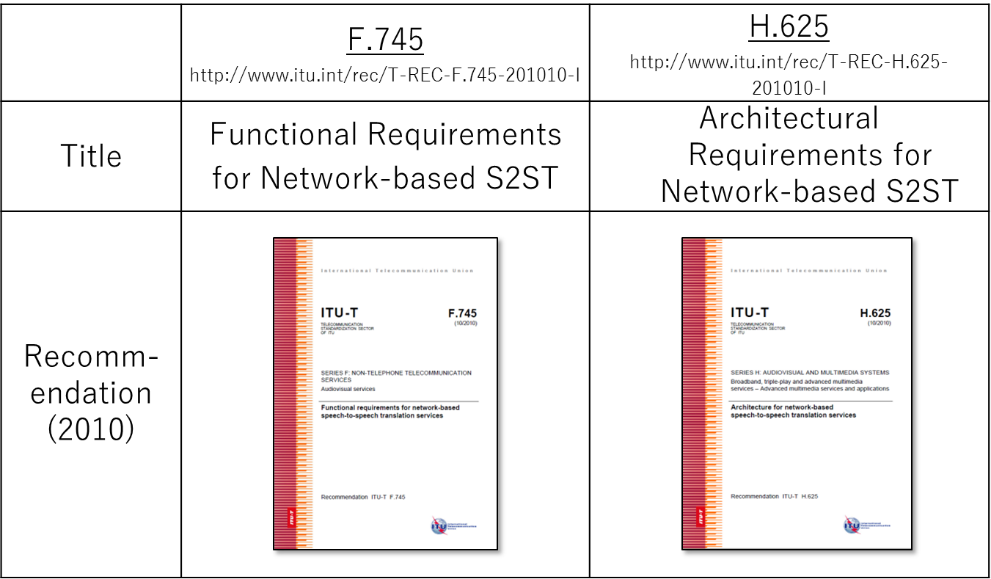 F.745
http://www.itu.int/rec/T-REC-F.745-201010-I
H.625
http://www.itu.int/rec/T-REC-H.625-
201010-I
Title
Functional Requirements
for Network-based S2ST
Architectural
Requirements for
Network-based S2ST
Recomm-
endation
(2010)
International Telecommunication Union
ITU-T
F.745
TELECOMMUNICATION
STANDARDIZATION SECTOR
OF ITU
(10/2010)
SERIES F: NON-TELEPHONE TELECOMMUNICATION
SERVICES
Audiovisual services
Functional requirements for network-based
speech-to-speech translation services
Recommendation ITU-T F.745
ITU-T
International Telecommunication Union
ITU-T
H.625
TELECOMMUNICATION
STANDARDIZATION SECTOR
OF ITU
(10/2010)
SERIES H: AUDIOVISUAL AND MULTIMEDIA SYSTEMS
Broadband, triple-play and advanced multimedia
services – Advanced multimedia services and applications
Architecture for network-based
speech-to-speech translation services
Recommendation ITU-T H.625
ITU-T